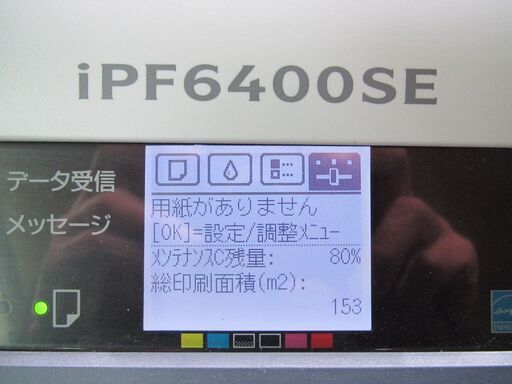 iPF6400SE
データ受信
メッセージ
用紙がありません
[OK]=設定/調整ﾒﾆｭｰ
ﾒﾝﾃﾅﾝｽC残量: 80%
総印刷面積(m2):
153